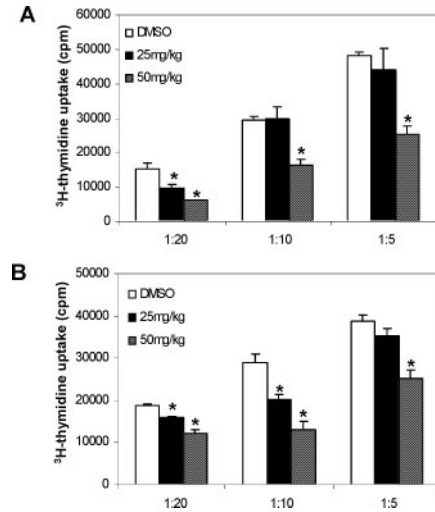 A
60000
50000
40000
30000
20000
10000
0
³H-thymidine uptake (cpm)
DMSO
25mg/kg
50mg/kg
* * * *
1:20 1:10 1:5
B
50000
40000
30000
20000
10000
0
³H-thymidine uptake (cpm)
DMSO
25mg/kg
50mg/kg
* * * * *
1:20 1:10 1:5